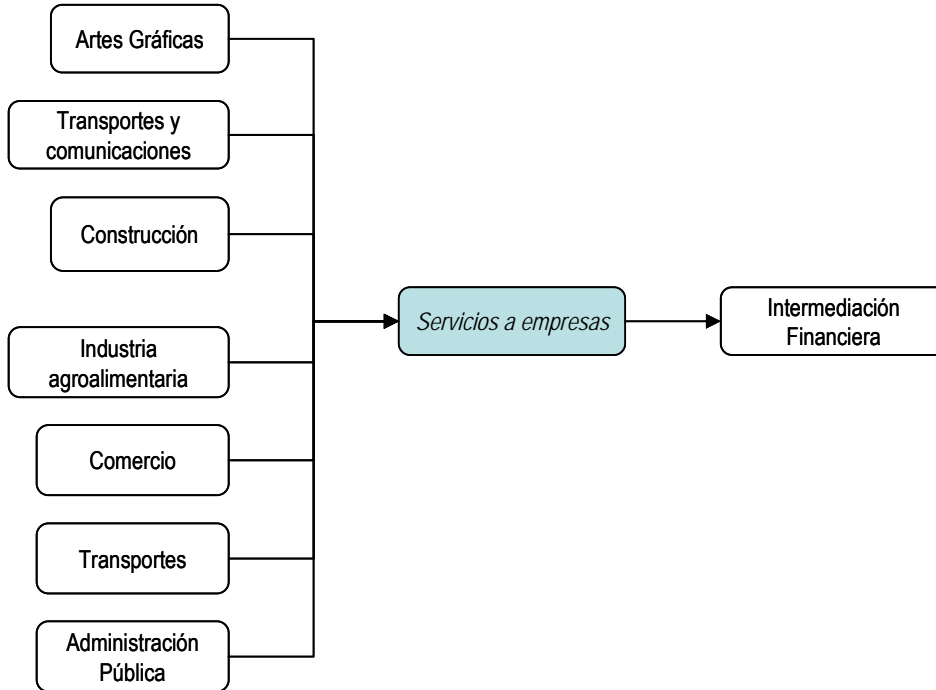 Artes Gráficas
Transportes y
comunicaciones
Construcción
Industria
agroalimentaria
Comercio
Transportes
Administración
Pública
Servicios a empresas
Intermediación
Financiera